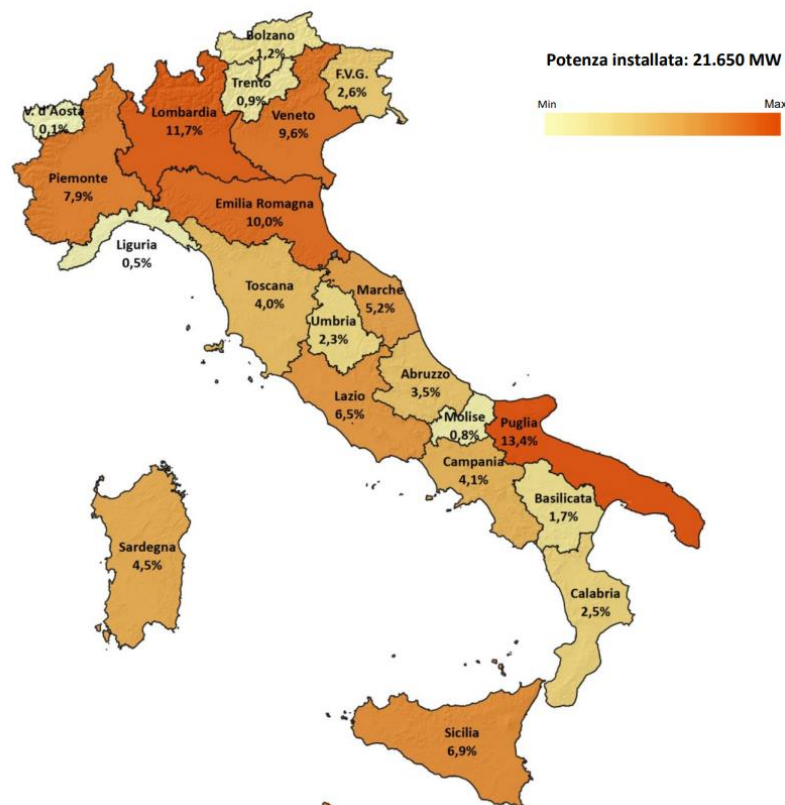 Potenza installata: 21.650 MW
Min
Max
Bolzano
1,2%
Trento
0,9%
F.V.G.
2,6%
V. d'Aosta
0,1%
Lombardia
11,7%
Veneto
9,6%
Piemonte
7,9%
Emilia Romagna
10,0%
Liguria
0,5%
Toscana
4,0%
Marche
5,2%
Umbria
2,3%
Abruzzo
3,5%
Lazio
6,5%
Molise
0,8%
Puglia
13,4%
Campania
4,1%
Basilicata
1,7%
Sardegna
4,5%
Calabria
2,5%
Sicilia
6,9%